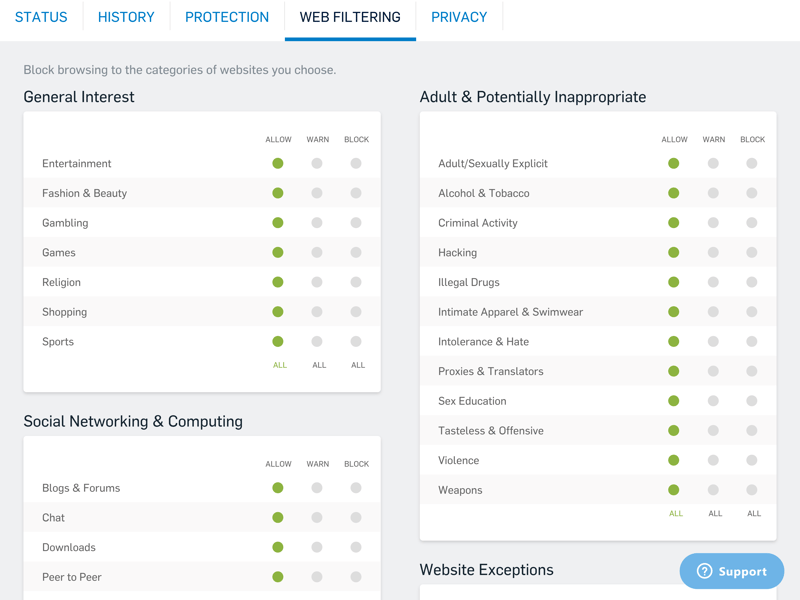 STATUS HISTORY PROTECTION WEB FILTERING PRIVACY
Block browsing to the categories of websites you choose.
General Interest
ALLOW WARN BLOCK
Entertainment
Fashion & Beauty
Gambling
Games
Religion
Shopping
Sports
ALL ALL ALL
Social Networking & Computing
ALLOW WARN BLOCK
Blogs & Forums
Chat
Downloads
Peer to Peer
Adult & Potentially Inappropriate
ALLOW WARN BLOCK
Adult/Sexually Explicit
Alcohol & Tobacco
Criminal Activity
Hacking
Illegal Drugs
Intimate Apparel & Swimwear
Intolerance & Hate
Proxies & Translators
Sex Education
Tasteless & Offensive
Violence
Weapons
ALL ALL ALL
Website Exceptions
? Support